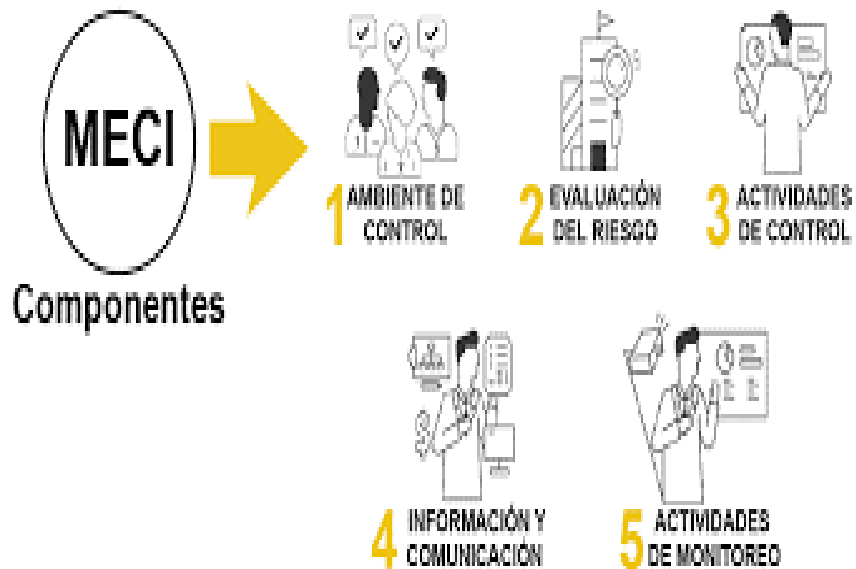 MECI
Componentes
1 AMBIENTE DE
CONTROL
2 EVALUACIÓN
DEL RIESGO
3 ACTIVIDADES
DE CONTROL
4 INFORMACIÓN Y
COMUNICACIÓN
5 ACTIVIDADES
DE MONITOREO